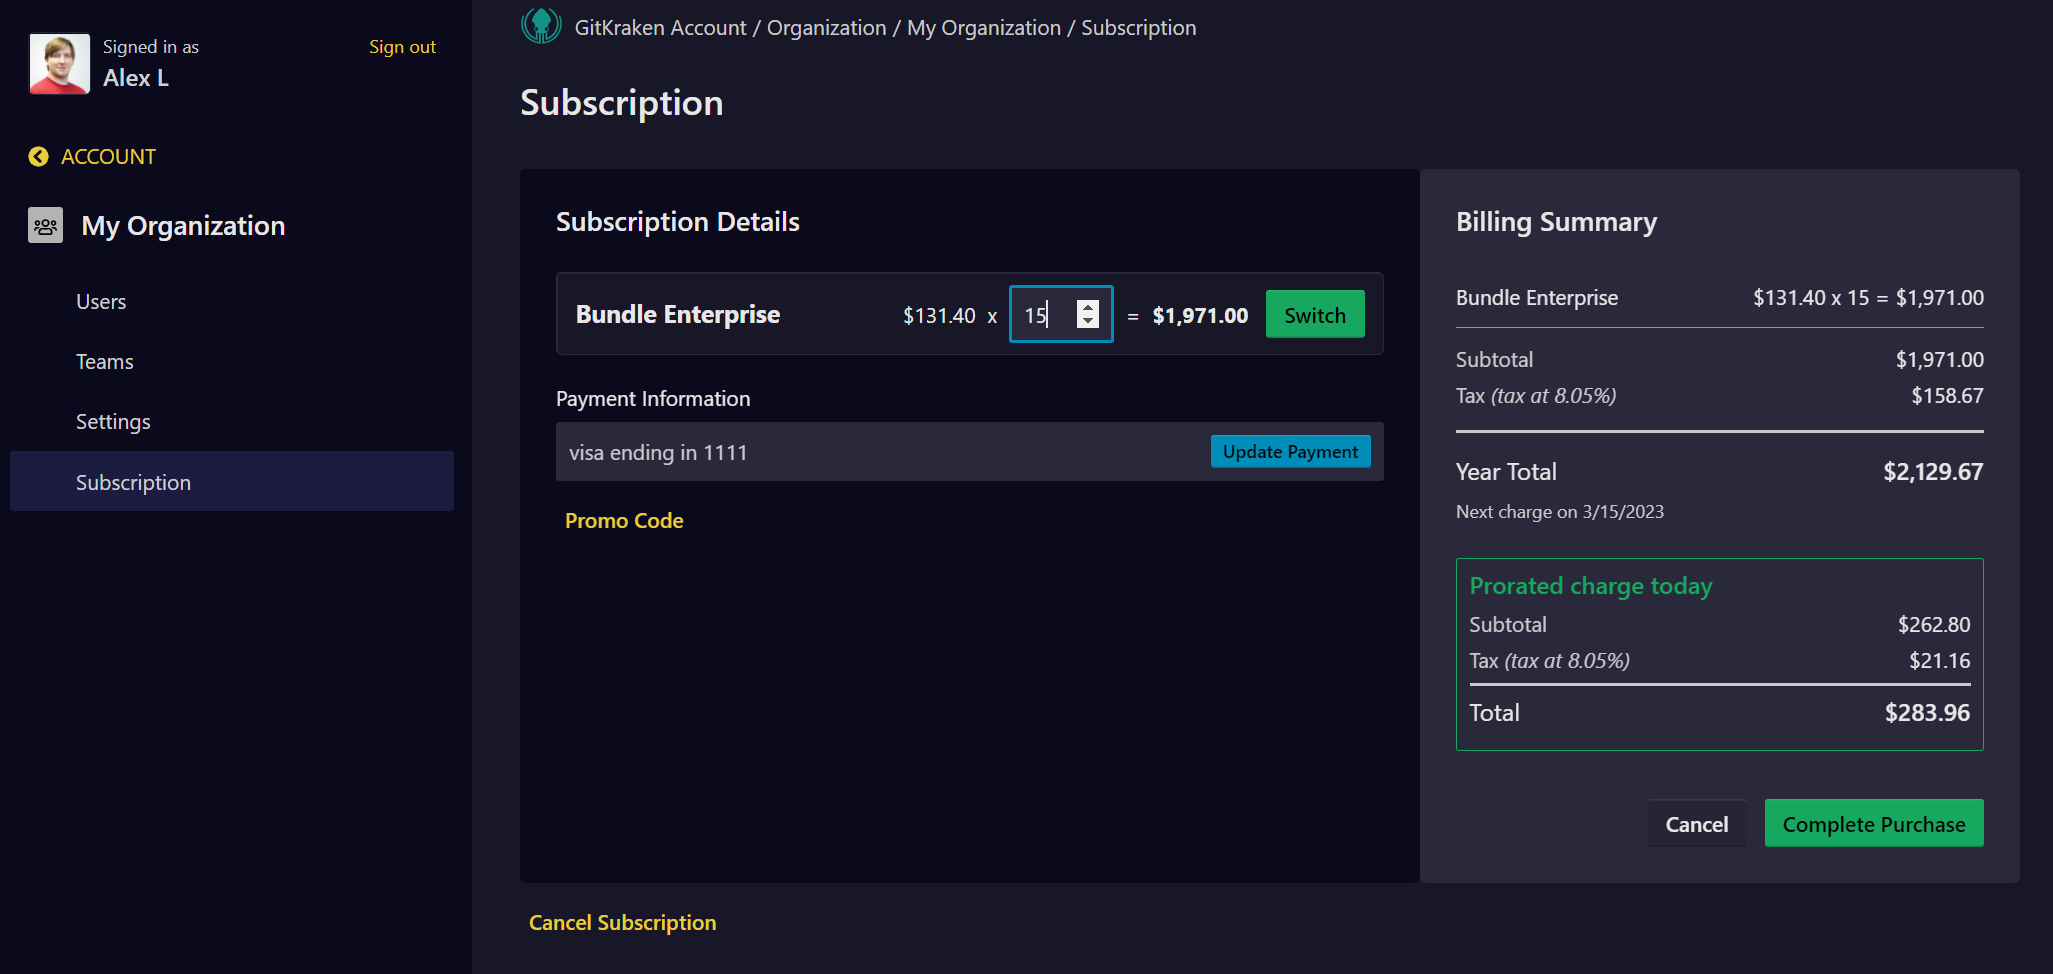 Signed in as
Alex L
Sign out
ACCOUNT
My Organization
Users
Teams
Settings
Subscription
GitKraken Account / Organization / My Organization / Subscription
Subscription
Subscription Details
Bundle Enterprise $131.40 x 15 = $1,971.00 Switch
Payment Information
visa ending in 1111 Update Payment
Promo Code
Billing Summary
Bundle Enterprise $131.40 x 15 = $1,971.00
Subtotal $1,971.00
Tax (tax at 8.05%) $158.67
Year Total $2,129.67
Next charge on 3/15/2023
Prorated charge today
Subtotal $262.80
Tax (tax at 8.05%) $21.16
Total $283.96
Cancel Complete Purchase
Cancel Subscription